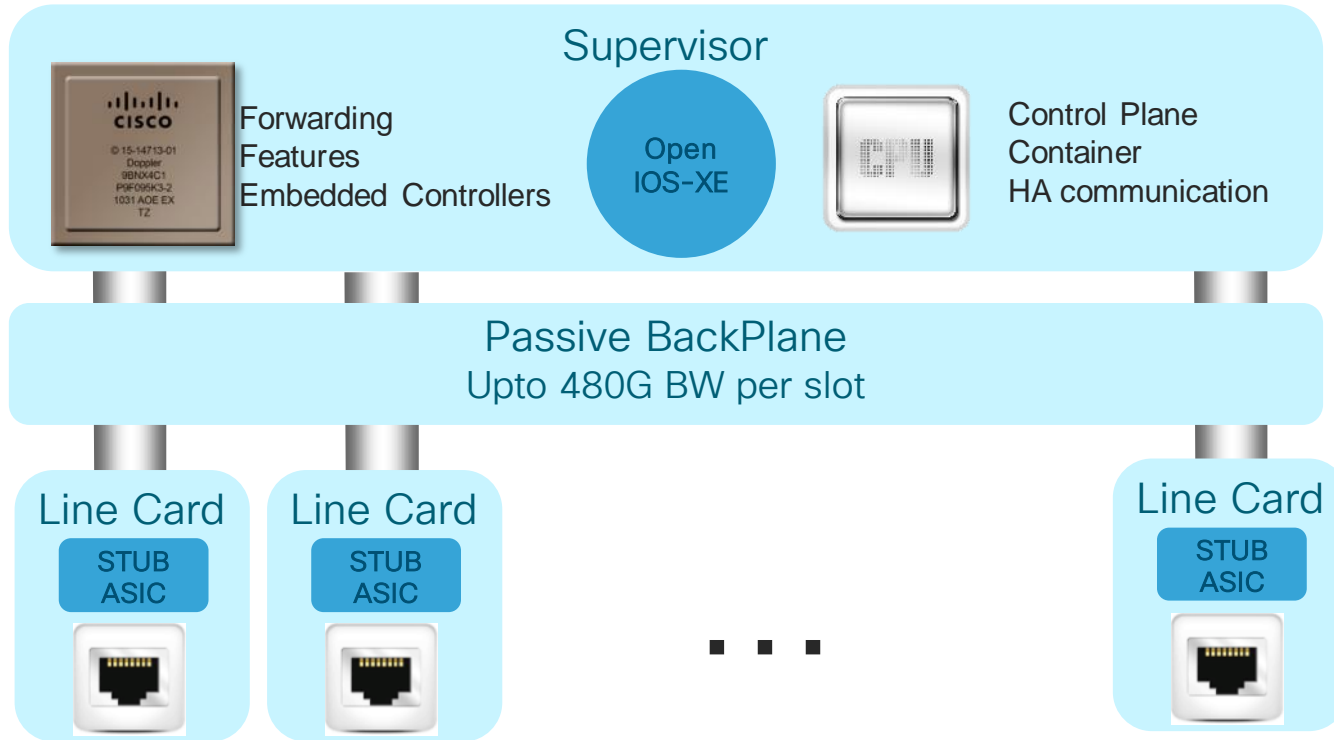 Supervisor
CISCO
© 15-14713-01
Doppler
9BNX4C1
P9F095K3-2
1031 AOE EX
TZ
Forwarding
Features
Embedded Controllers
Open
IOS-XE
CPU
Control Plane
Container
HA communication
Passive BackPlane
Upto 480G BW per slot
Line Card
STUB
ASIC
Line Card
STUB
ASIC
. . .
Line Card
STUB
ASIC